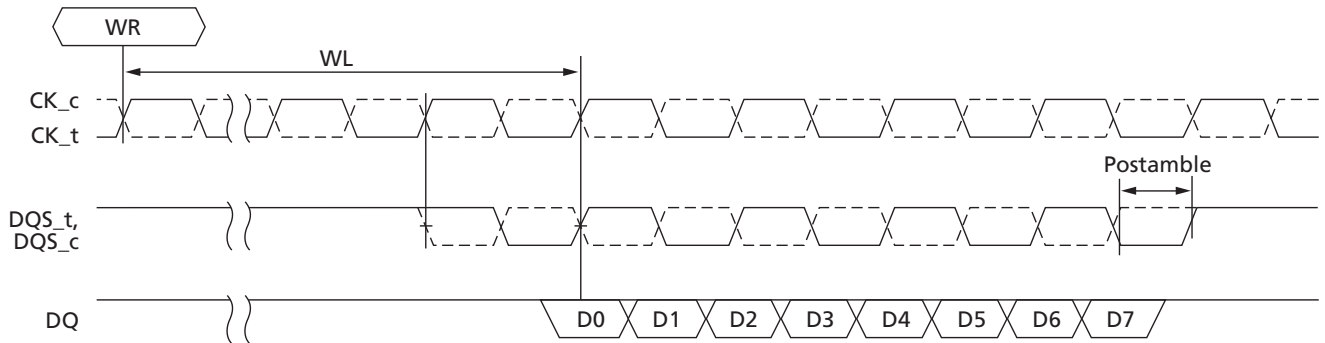 WR
WL
CK_c
CK_t
Postamble
DQS_t,
DQS_c
DQ
D0
D1
D2
D3
D4
D5
D6
D7